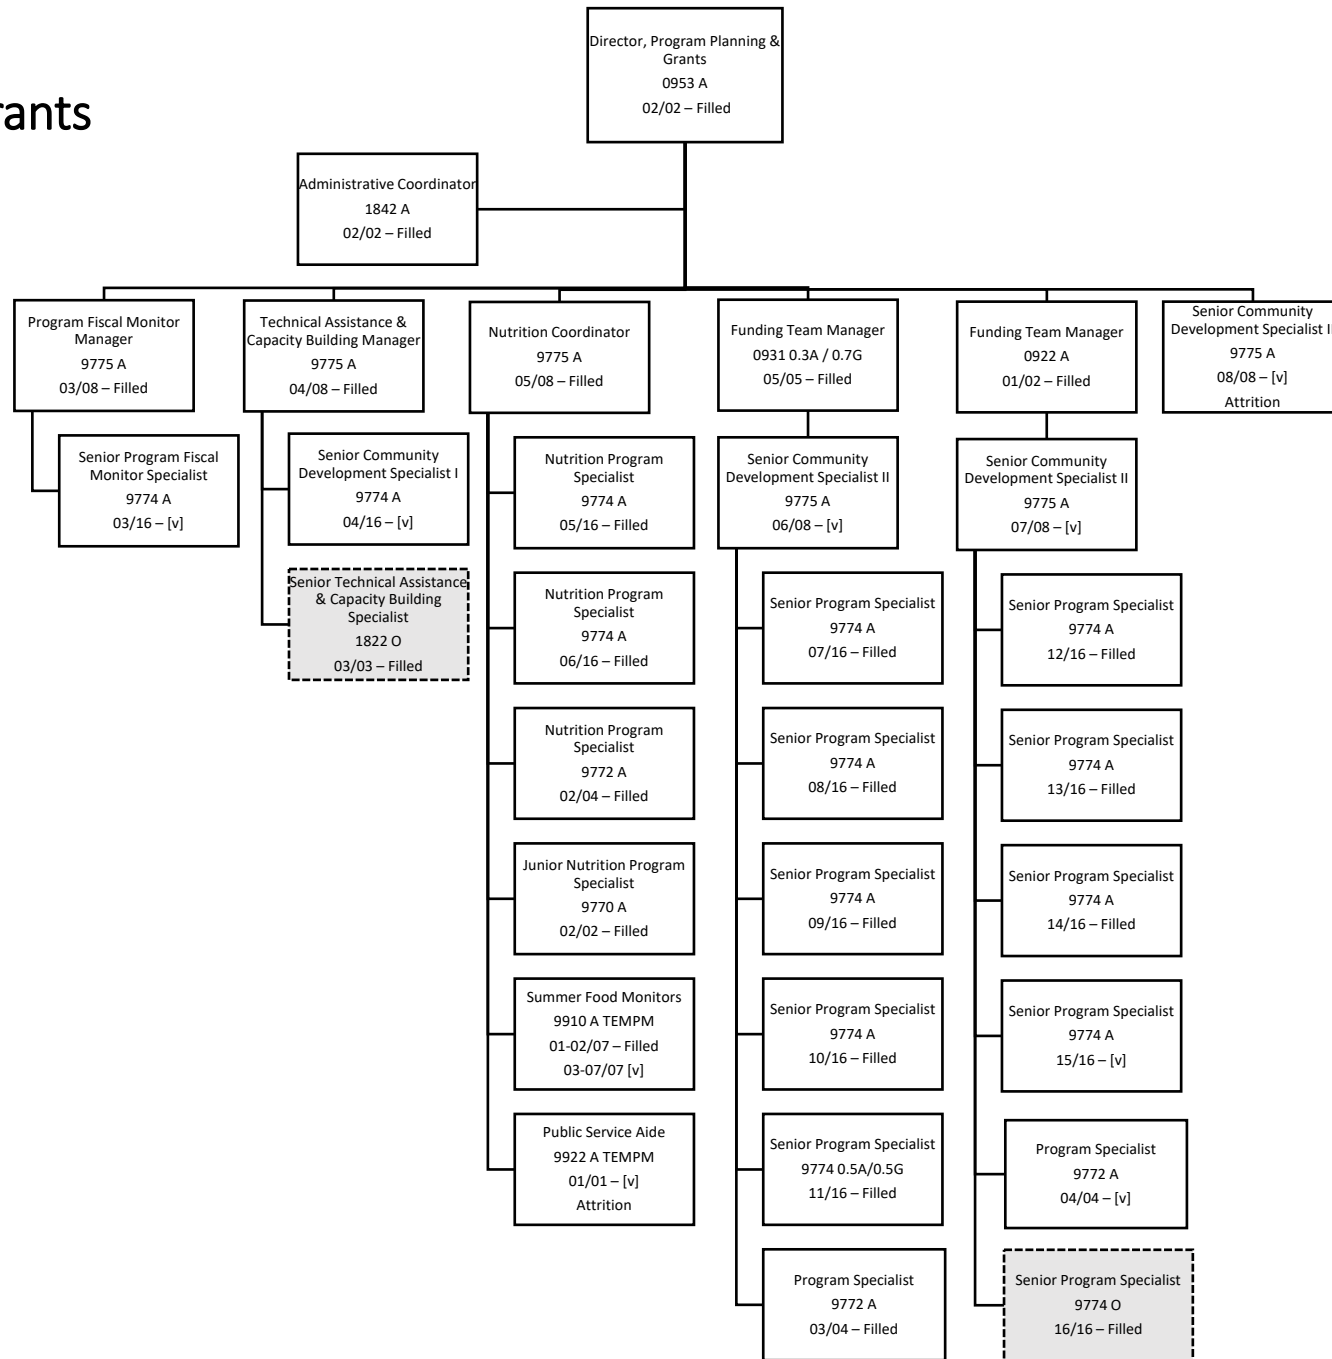 rants
Director, Program Planning &
Grants
0953 A
02/02 – Filled
Administrative Coordinator
1842 A
02/02 – Filled
Program Fiscal Monitor
Manager
9775 A
03/08 – Filled
Senior Program Fiscal
Monitor Specialist
9774 A
03/16 – [v]
Technical Assistance &
Capacity Building Manager
9775 A
04/08 – Filled
Senior Community
Development Specialist I
9774 A
04/16 – [v]
Senior Technical Assistance
& Capacity Building
Specialist
1822 O
03/03 – Filled
Nutrition Coordinator
9775 A
05/08 – Filled
Nutrition Program
Specialist
9774 A
05/16 – Filled
Nutrition Program
Specialist
9774 A
06/16 – Filled
Nutrition Program
Specialist
9772 A
02/04 – Filled
Junior Nutrition Program
Specialist
9770 A
02/02 – Filled
Summer Food Monitors
9910 A TEMPM
01-02/07 – Filled
03-07/07 [v]
Public Service Aide
9922 A TEMPM
01/01 – [v]
Attrition
Funding Team Manager
0931 0.3A / 0.7G
05/05 – Filled
Senior Community
Development Specialist II
9775 A
06/08 – [v]
Senior Program Specialist
9774 A
07/16 – Filled
Senior Program Specialist
9774 A
08/16 – Filled
Senior Program Specialist
9774 A
09/16 – Filled
Senior Program Specialist
9774 A
10/16 – Filled
Senior Program Specialist
9774 0.5A/0.5G
11/16 – Filled
Program Specialist
9772 A
03/04 – Filled
Funding Team Manager
0922 A
01/02 – Filled
Senior Community
Development Specialist II
9775 A
07/08 – [v]
Senior Program Specialist
9774 A
12/16 – Filled
Senior Program Specialist
9774 A
13/16 – Filled
Senior Program Specialist
9774 A
14/16 – Filled
Senior Program Specialist
9774 A
15/16 – [v]
Program Specialist
9772 A
04/04 – [v]
Senior Program Specialist
9774 O
16/16 – Filled
Senior Community
Development Specialist II
9775 A
08/08 – [v]
Attrition